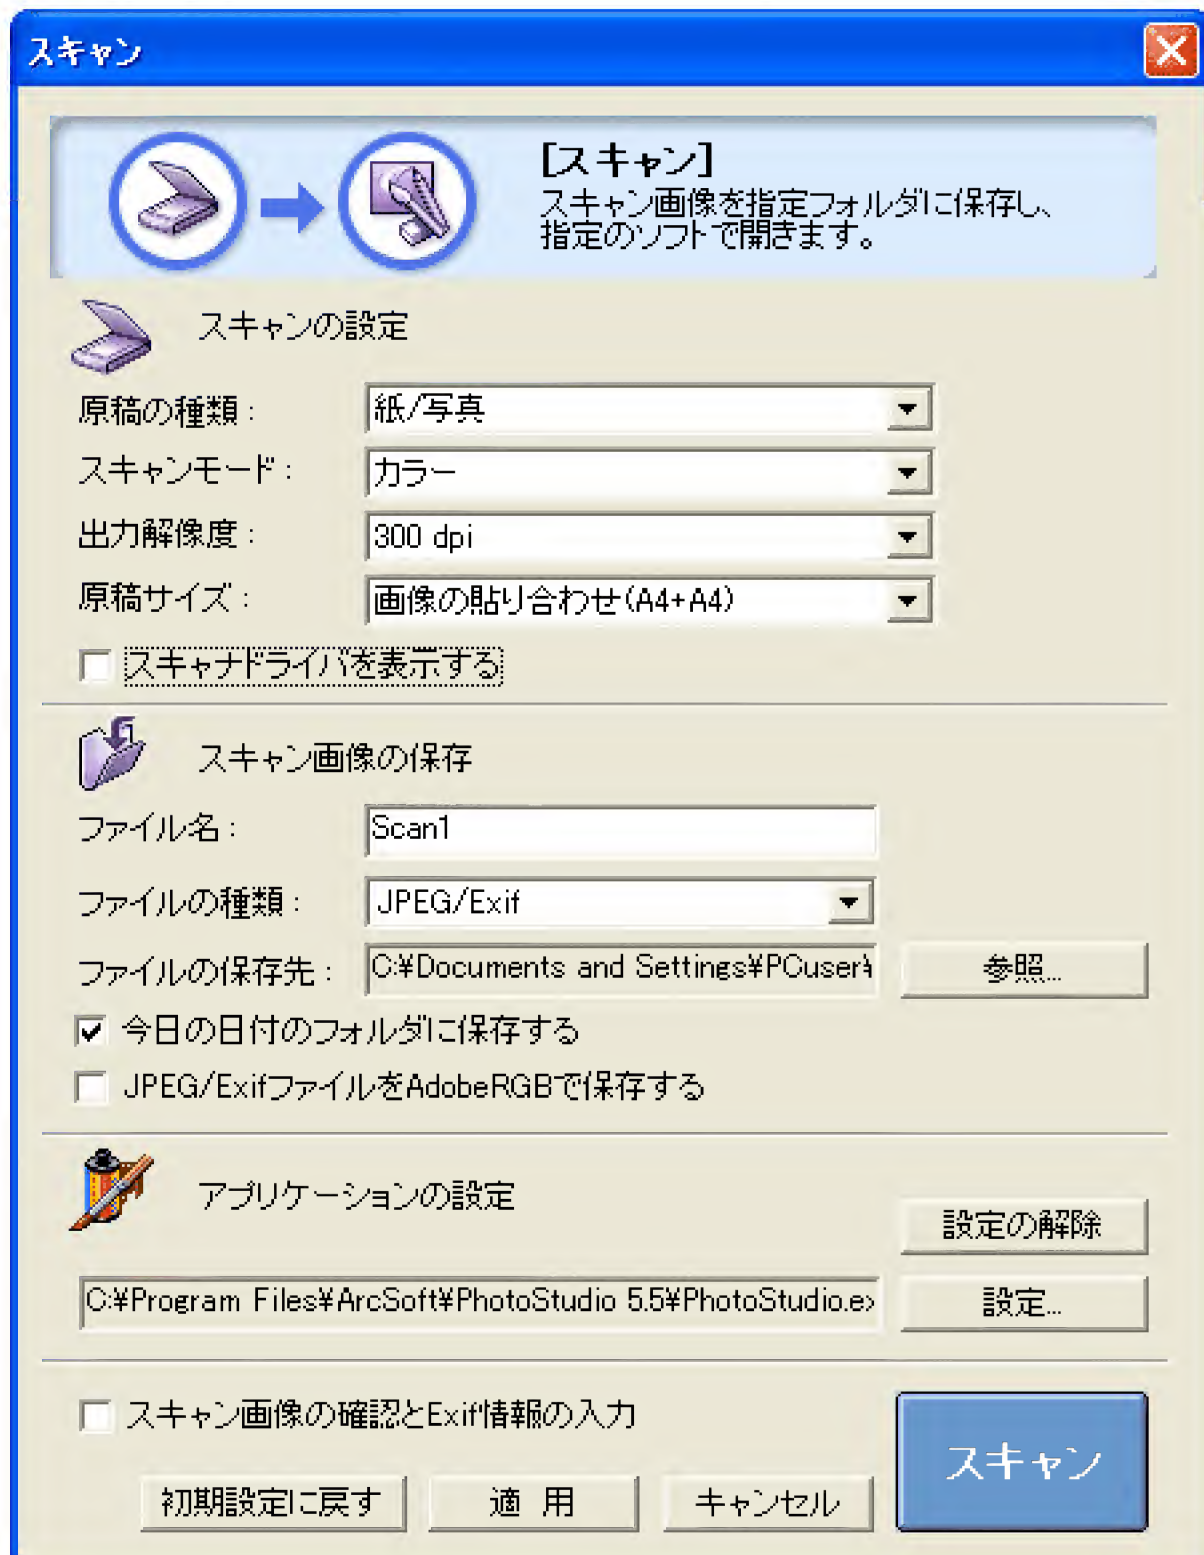 スキャン
[スキャン]
スキャン画像を指定フォルダに保存し、
指定のソフトで開きます。
スキャンの設定
原稿の種類：
紙/写真
スキャンモード：
カラー
出力解像度：
300 dpi
原稿サイズ：
画像の貼り合わせ(A4+A4)
スキャナドライバを表示する
スキャン画像の保存
ファイル名：
Scan1
ファイルの種類：
JPEG/Exif
ファイルの保存先：
C:¥Documents and Settings¥PCuser¥
参照...
今日の日付のフォルダに保存する
JPEG/ExifファイルをAdobeRGBで保存する
アプリケーションの設定
設定の解除
C:¥Program Files¥ArcSoft¥PhotoStudio 5.5¥PhotoStudio.ex
設定...
スキャン画像の確認とExif情報の入力
スキャン
初期設定に戻す
適 用
キャンセル